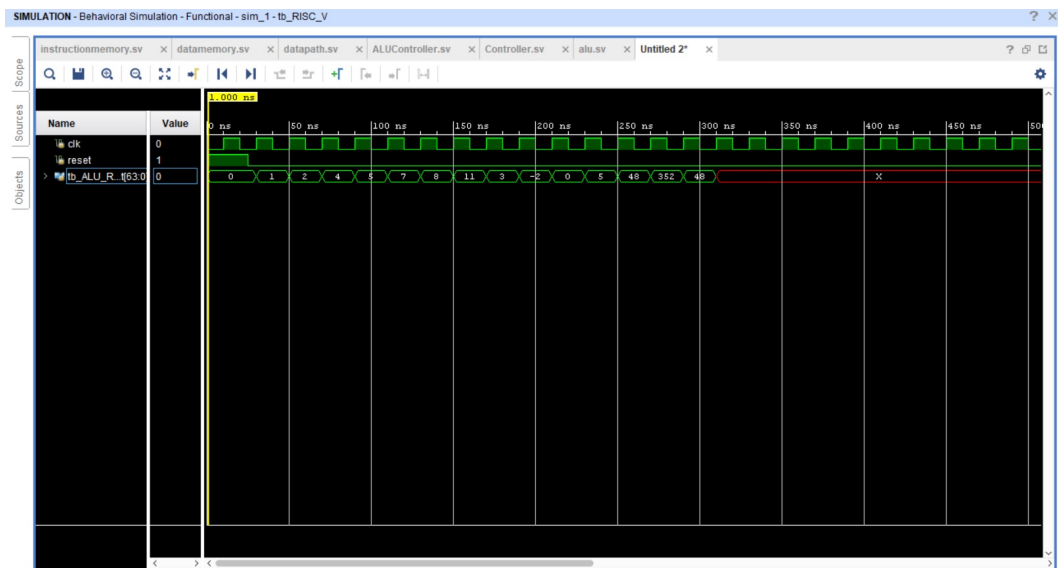 SIMULATION - Behavioral Simulation - Functional - sim_1 - tb_RISC_V ? ×
instructionmemory.sv × datamemory.sv × datapath.sv × ALUController.sv × Controller.sv × alu.sv × Untitled 2* × ?
Scope
Sources
Objects
1.000 ns
Name Value 0 ns 50 ns 100 ns 150 ns 200 ns 250 ns 300 ns 350 ns 400 ns 450 ns 50
clk 0
reset 1
tb_ALU_R...t[63:0 0 0 1 2 4 5 7 8 11 3 -2 0 5 48 352 48 X